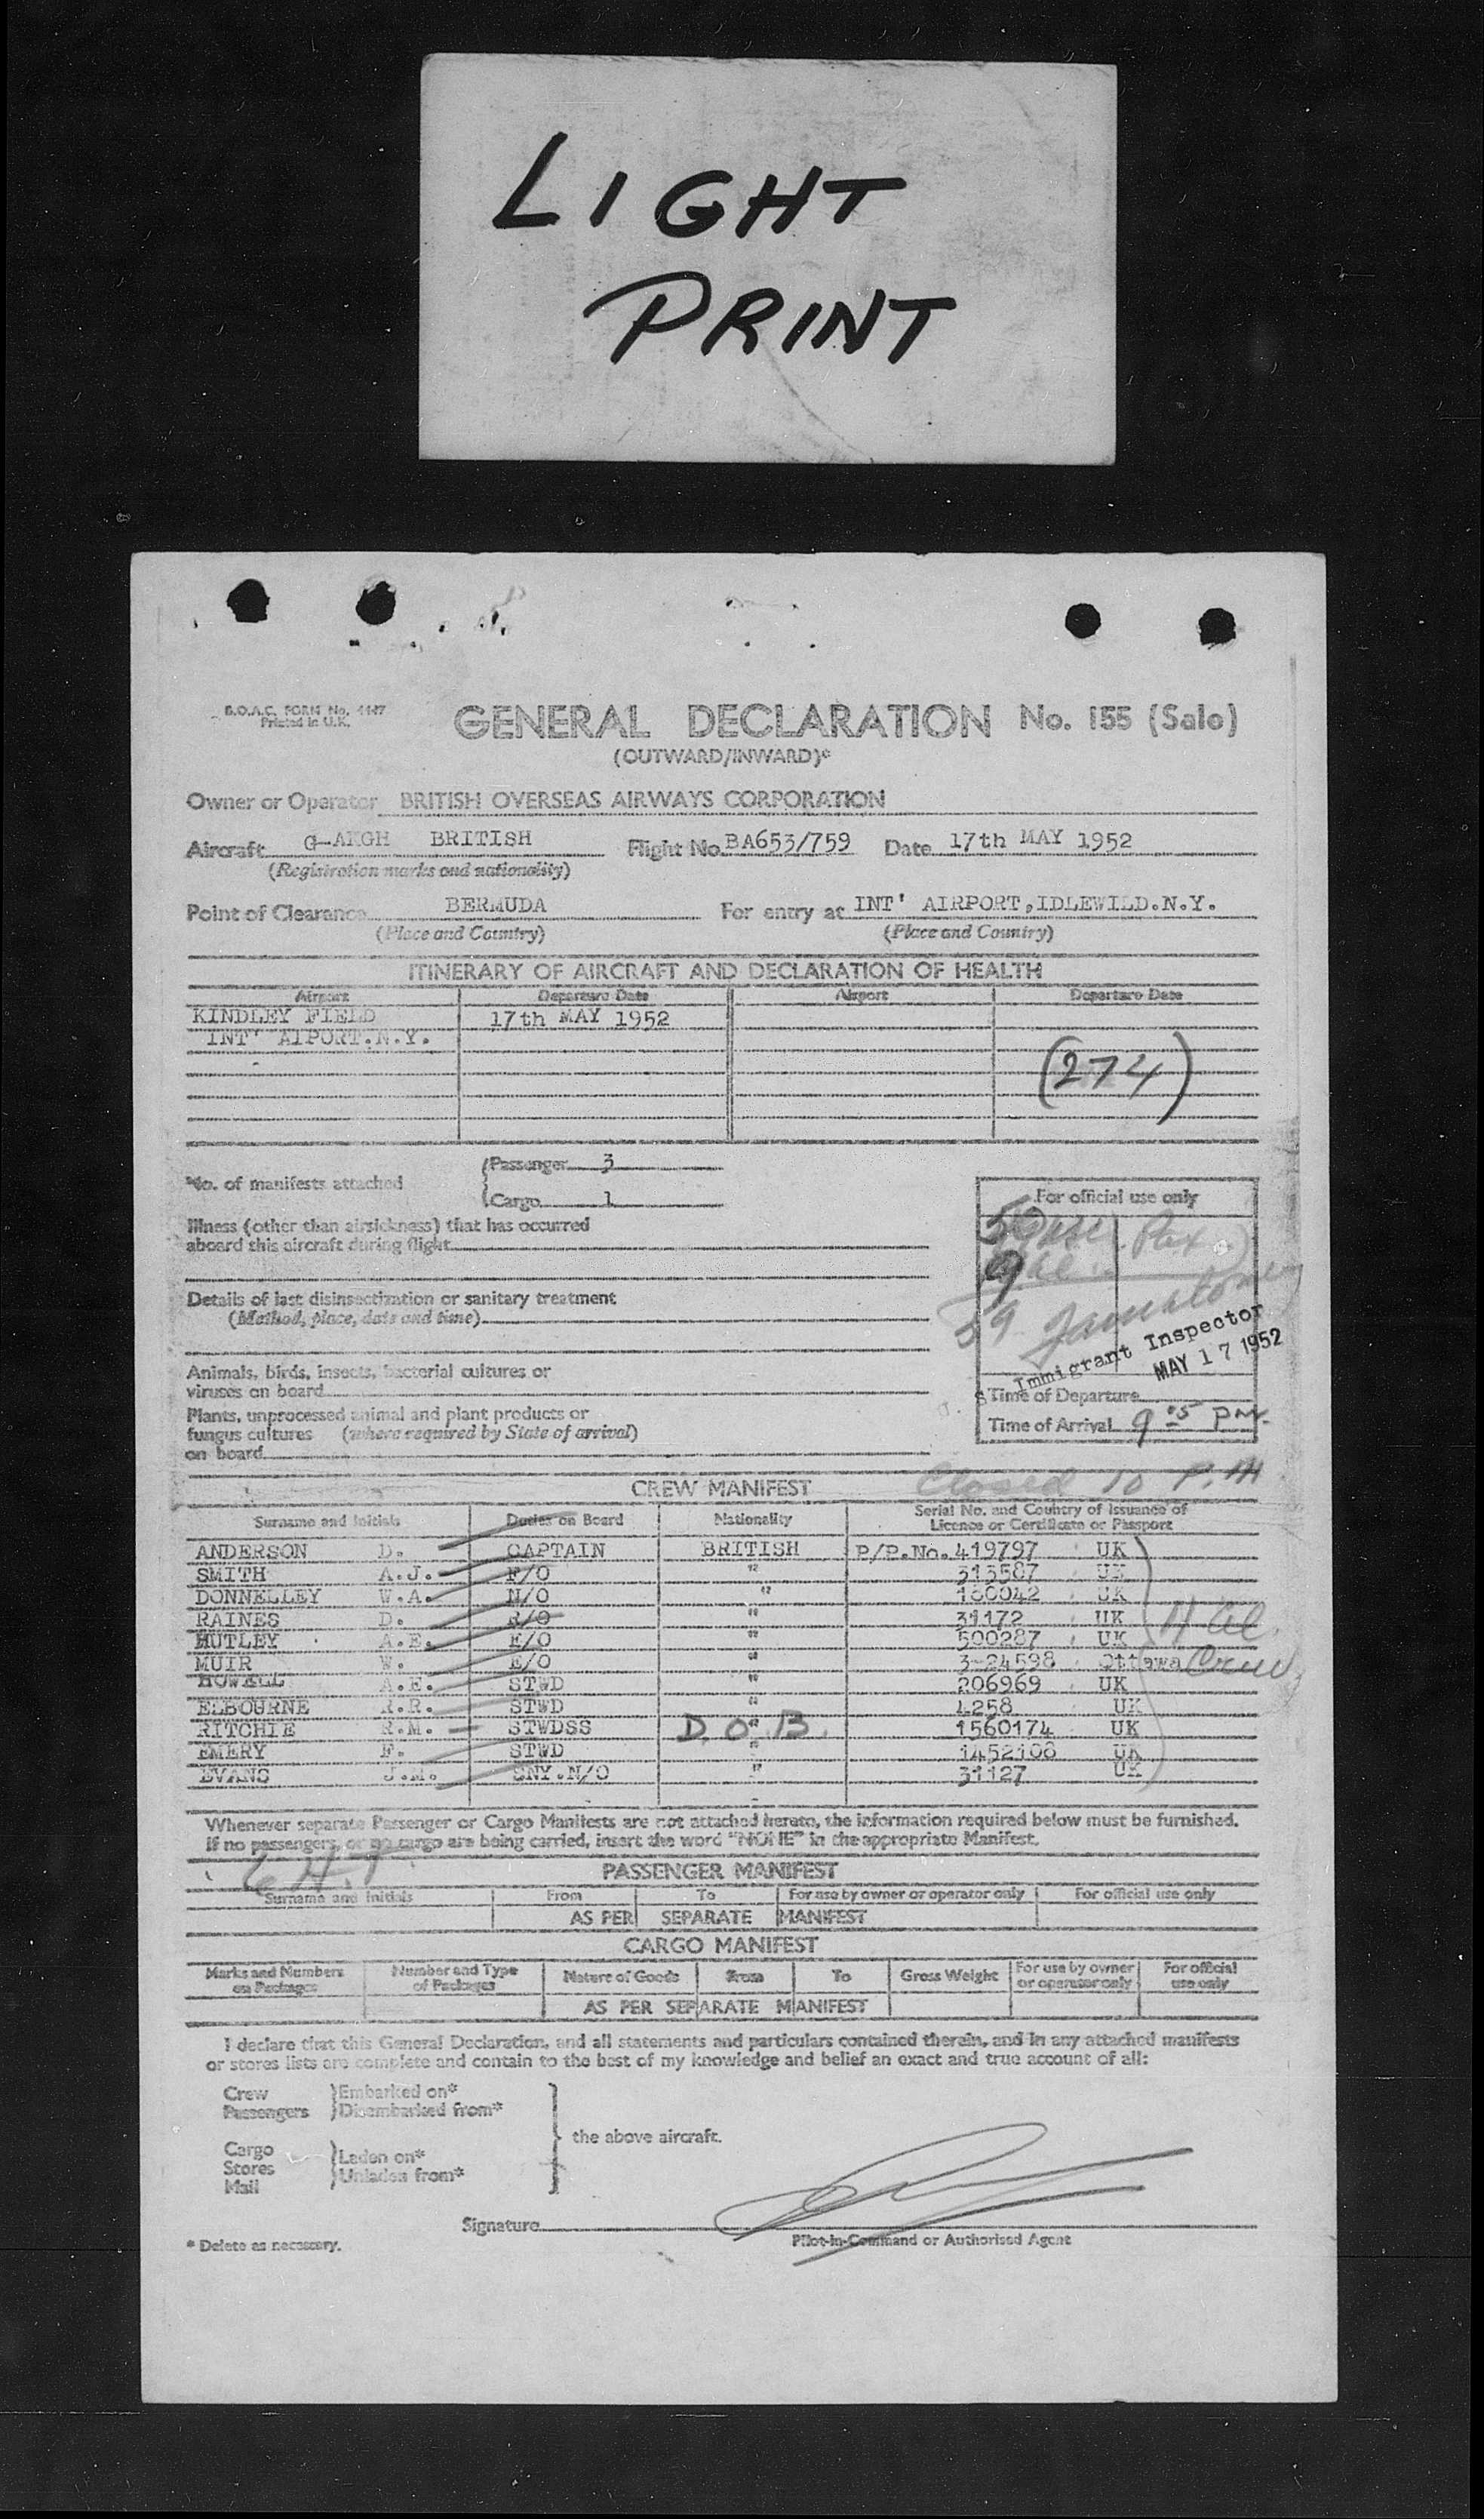 LIGHT
PRINT
B.O.A.C. FORM No. 1147
Printed in U.K.
GENERAL DECLARATION No. 155 (Sale)
(OUTWARD/INWARD)*
Owner or Operator BRITISH OVERSEAS AIRWAYS CORPORATION
Aircraft G-AKGH BRITISH Flight No. BA653/759 Date 17th MAY 1952
(Registration marks and nationality)
Point of Clearance BERMUDA For entry at INT' AIRPORT,IDLEWILD.N.Y.
(Place and Country) (Place and Country)
ITINERARY OF AIRCRAFT AND DECLARATION OF HEALTH
Airport Departure Date Airport Departure Date
KINDLEY FIELD 17th MAY 1952
INT' AIPORT.N.Y.
(274)
No. of manifests attached
Passenger 3
Cargo 1
For official use only
Illness (other than airsickness) that has occurred
aboard this aircraft during flight
Details of last disinsectization or sanitary treatment
(Method, place, date and time)
Immigrant Inspector
MAY 17 1952
Animals, birds, insects, bacterial cultures or
viruses on board
Time of Departure
Plants, unprocessed animal and plant products or
fungus cultures (where required by State of arrival)
on board
Time of Arrival 9 05 PM.
Closed 10 P.M
CREW MANIFEST
Surname and Initials Duties on Board Nationality Serial No. and Country of Issuance of
Licence or Certificate or Passport
ANDERSON D. CAPTAIN BRITISH P/P.No.419797 UK
SMITH A.J. F/O " 313587 UK
DONNELLEY W.A. N/O " 160042 UK
RAINES D. R/O " 31172 UK
HUTLEY A.E. E/O " 500287 UK
MUIR W. E/O " 3-24598 Ottawa
HOWELL A.E. STWD " 206969 UK
ELBOURNE R.R. STWD " 4258 UK
RITCHIE R.M. STWDSS " 1560174 UK
D.O.B.
EMERY F. STWD " 1452108 UK
EVANS J.M. SNY.N/O " 31127 UK
11 al.
Crew
Whenever separate Passenger or Cargo Manifests are not attached hereto, the information required below must be furnished.
If no passengers, or no cargo are being carried, insert the word "NONE" in the appropriate Manifest.
PASSENGER MANIFEST
Surname and Initials From To For use by owner or operator only For official use only
AS PER SEPARATE MANIFEST
CARGO MANIFEST
Marks and Numbers on Packages Number and Type of Packages Nature of Goods From To Gross Weight For use by owner or operator only For official use only
AS PER SEPARATE MANIFEST
I declare that this General Declaration, and all statements and particulars contained therein, and in any attached manifests
or stores lists are complete and contain to the best of my knowledge and belief an exact and true account of all:
Crew Embarked on*
Passengers Disembarked from*
the above aircraft.
Cargo
Stores Laden on*
Mail Unladen from*
Signature
* Delete as necessary. Pilot-in-Command or Authorised Agent